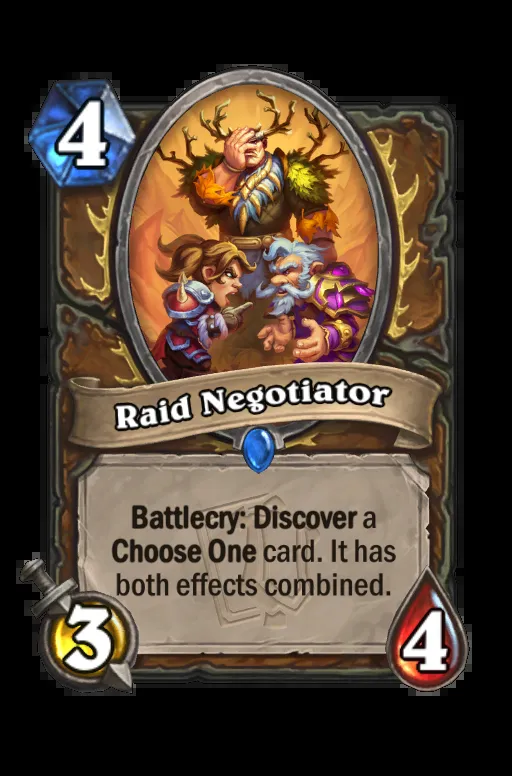 4
Raid Negotiator
Battlecry: Discover a
Choose One card. It has
both effects combined.
3
4